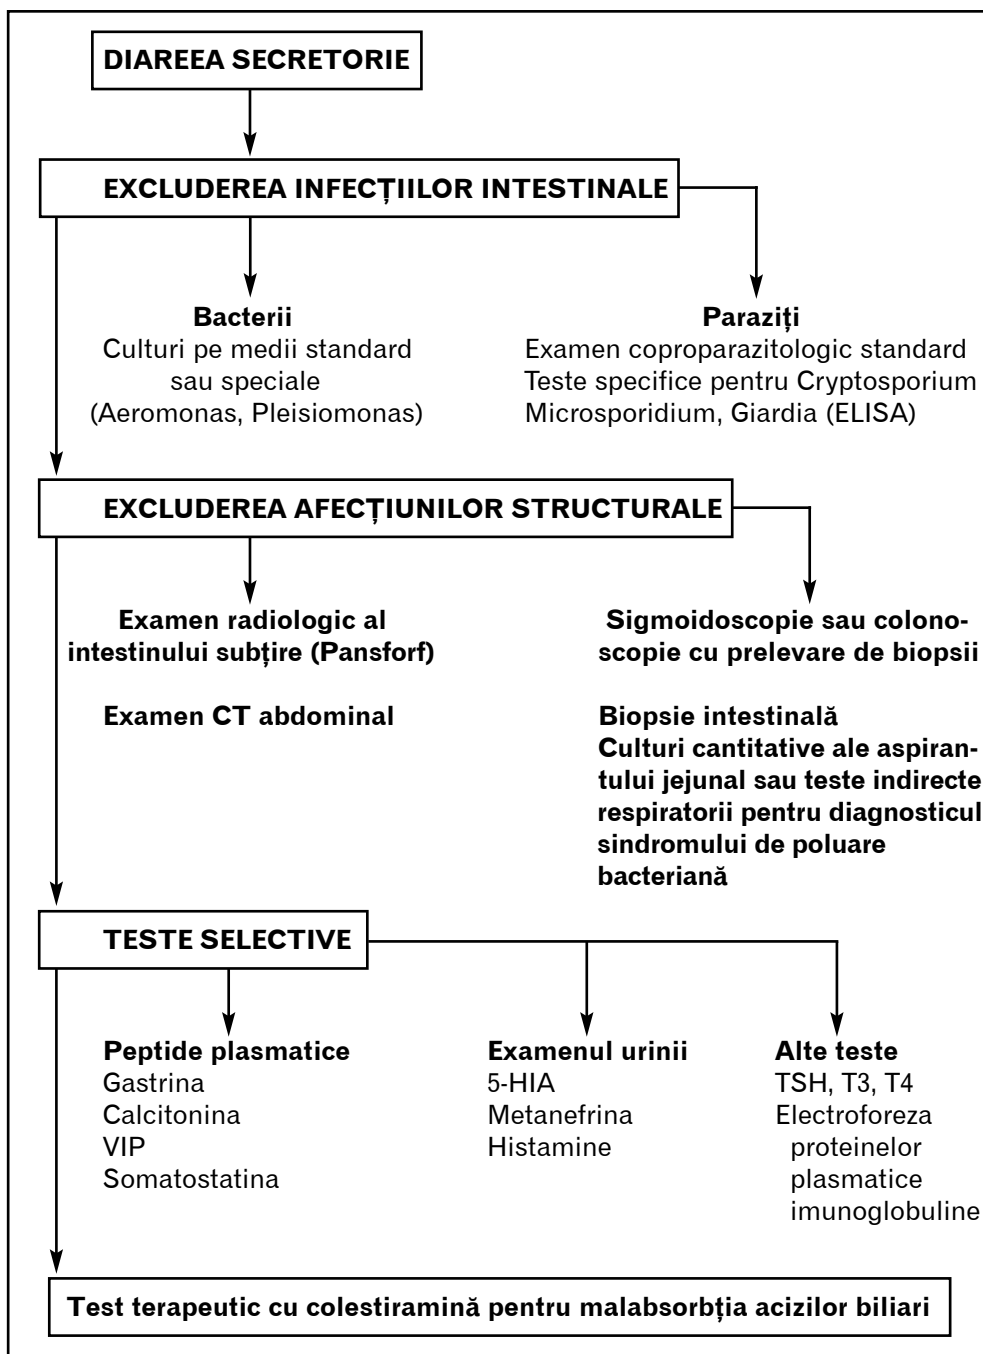 DIAREEA SECRETORIE
EXCLUDEREA INFECȚIILOR INTESTINALE
Bacterii
Culturi pe medii standard
sau speciale
(Aeromonas, Pleisiomonas)
Paraziți
Examen coproparazitologic standard
Teste specifice pentru Cryptosporium
Microsporidium, Giardia (ELISA)
EXCLUDEREA AFECȚIUNILOR STRUCTURALE
Examen radiologic al
intestinului subțire (Pansforf)
Examen CT abdominal
Sigmoidoscopie sau colono-
scopie cu prelevare de biopsii
Biopsie intestinală
Culturi cantitative ale aspiran-
tului jejunal sau teste indirecte
respiratorii pentru diagnosticul
sindromului de poluare
bacteriană
TESTE SELECTIVE
Peptide plasmatice
Gastrina
Calcitonina
VIP
Somatostatina
Examenul urinii
5-HIA
Metanefrina
Histamine
Alte teste
TSH, T3, T4
Electroforeza
proteinelor
plasmatice
imunoglobuline
Test terapeutic cu colestiramină pentru malabsorbția acizilor biliari